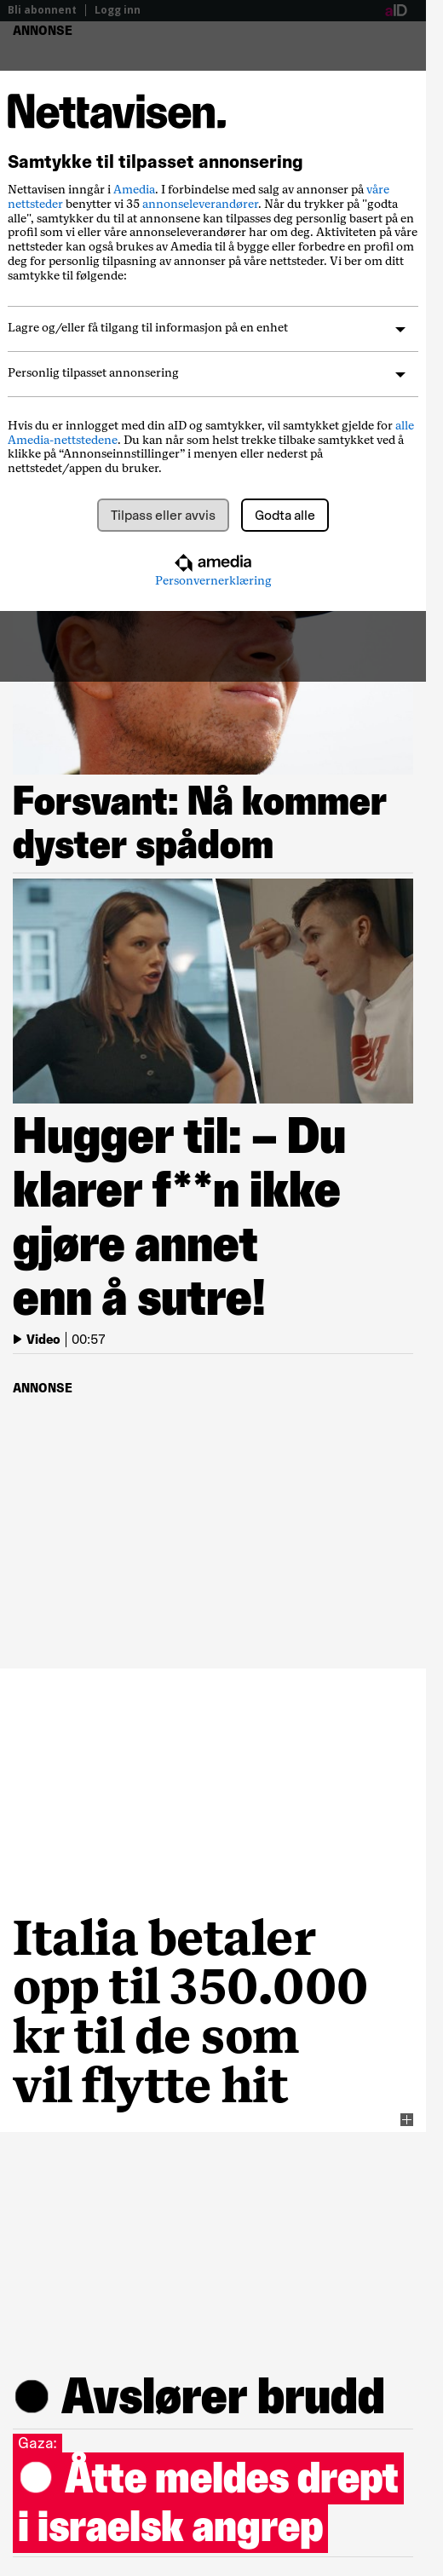 Bli abonnent | Logg inn
aID
ANNONSE
Nettavisen.
Samtykke til tilpasset annonsering
Nettavisen inngår i Amedia. I forbindelse med salg av annonser på våre
nettsteder benytter vi 35 annonseleverandører. Når du trykker på "godta
alle", samtykker du til at annonsene kan tilpasses deg personlig basert på en
profil som vi eller våre annonseleverandører har om deg. Aktiviteten på våre
nettsteder kan også brukes av Amedia til å bygge eller forbedre en profil om
deg for personlig tilpasning av annonser på våre nettsteder. Vi ber om ditt
samtykke til følgende:
Lagre og/eller få tilgang til informasjon på en enhet
Personlig tilpasset annonsering
Hvis du er innlogget med din aID og samtykker, vil samtykket gjelde for alle
Amedia-nettstedene. Du kan når som helst trekke tilbake samtykket ved å
klikke på “Annonseinnstillinger” i menyen eller nederst på
nettstedet/appen du bruker.
Tilpass eller avvis
Godta alle
amedia
Personvernerklæring
Forsvant: Nå kommer
dyster spådom
Hugger til: – Du
klarer f**n ikke
gjøre annet
enn å sutre!
Video | 00:57
ANNONSE
Italia betaler
opp til 350.000
kr til de som
vil flytte hit
● Avslører brudd
Gaza:
● Åtte meldes drept
i israelsk angrep